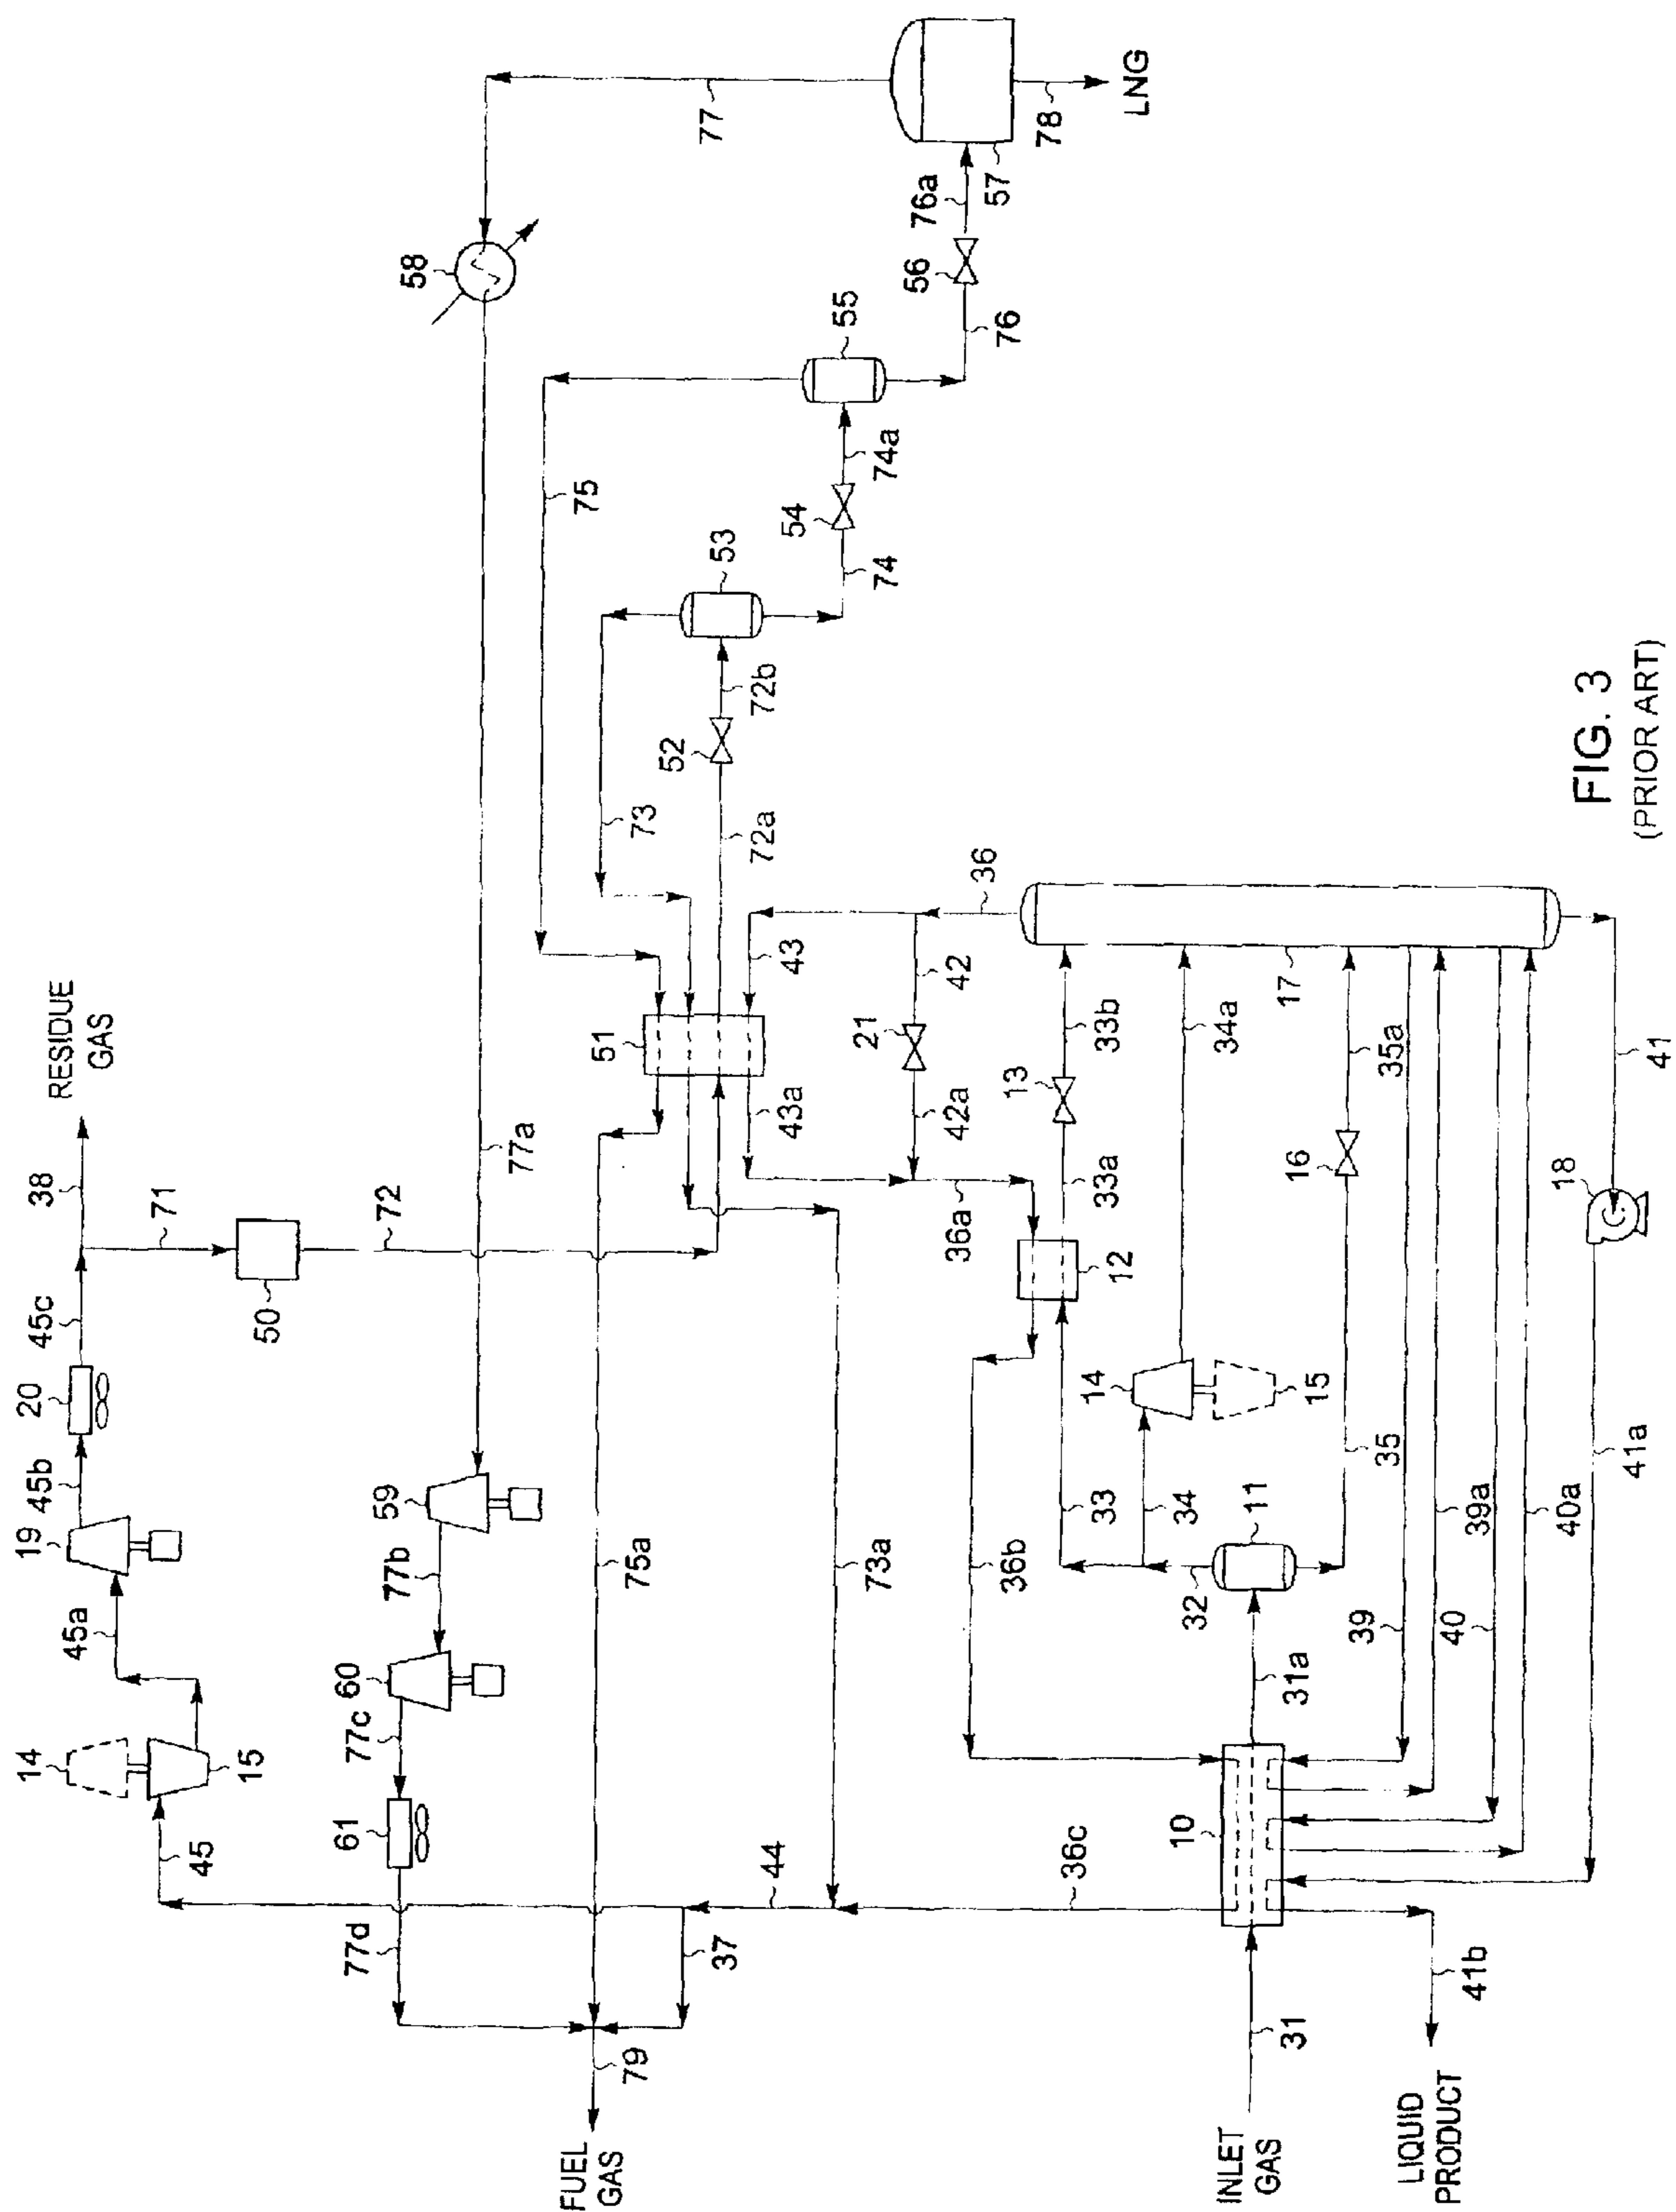 RESIDUE
GAS
38
71
45c
50
72
20
45b
19
45a
14
15
45
58
77
77a
59
77b
60
77c
61
77d
75
73
51
53
52
72b
72a
74
54
74a
55
76
56
76a
57
78
LNG
75a
73a
44
37
79
FUEL
GAS
43
43a
36
42
21
42a
36a
12
36b
36c
33
33a
13
33b
34
14
15
34a
17
35
16
35a
11
32
31a
10
31
INLET
GAS
39
39a
40
40a
41
18
41a
41b
LIQUID
PRODUCT
FIG. 3
(PRIOR ART)